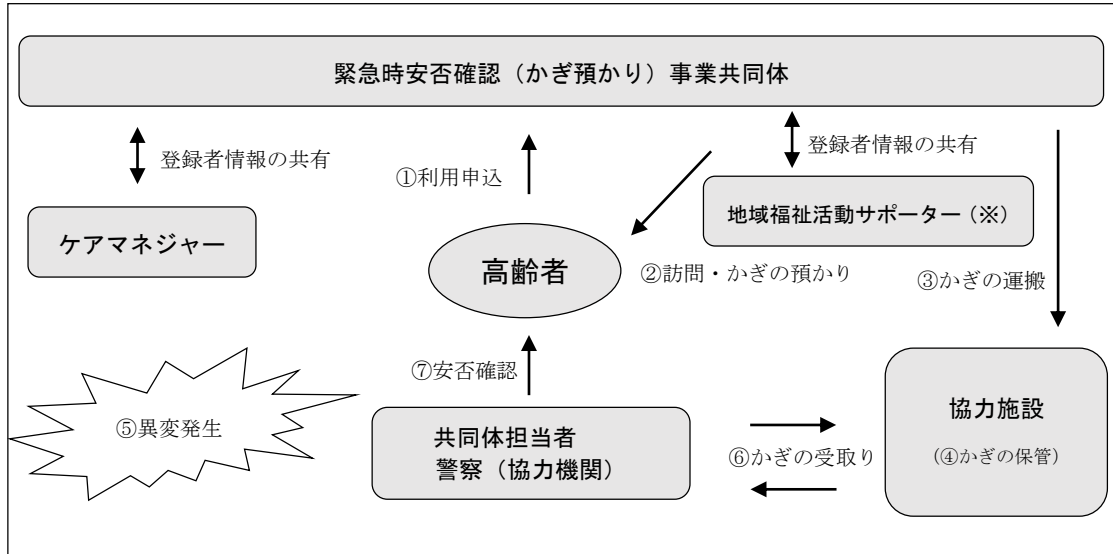 緊急時安否確認（かぎ預かり）事業共同体
登録者情報の共有
登録者情報の共有
①利用申込
地域福祉活動サポーター（※）
ケアマネジャー
高齢者
②訪問・かぎの預かり
③かぎの運搬
⑦安否確認
⑤異変発生
共同体担当者
警察（協力機関）
⑥かぎの受取り
協力施設
（④かぎの保管）